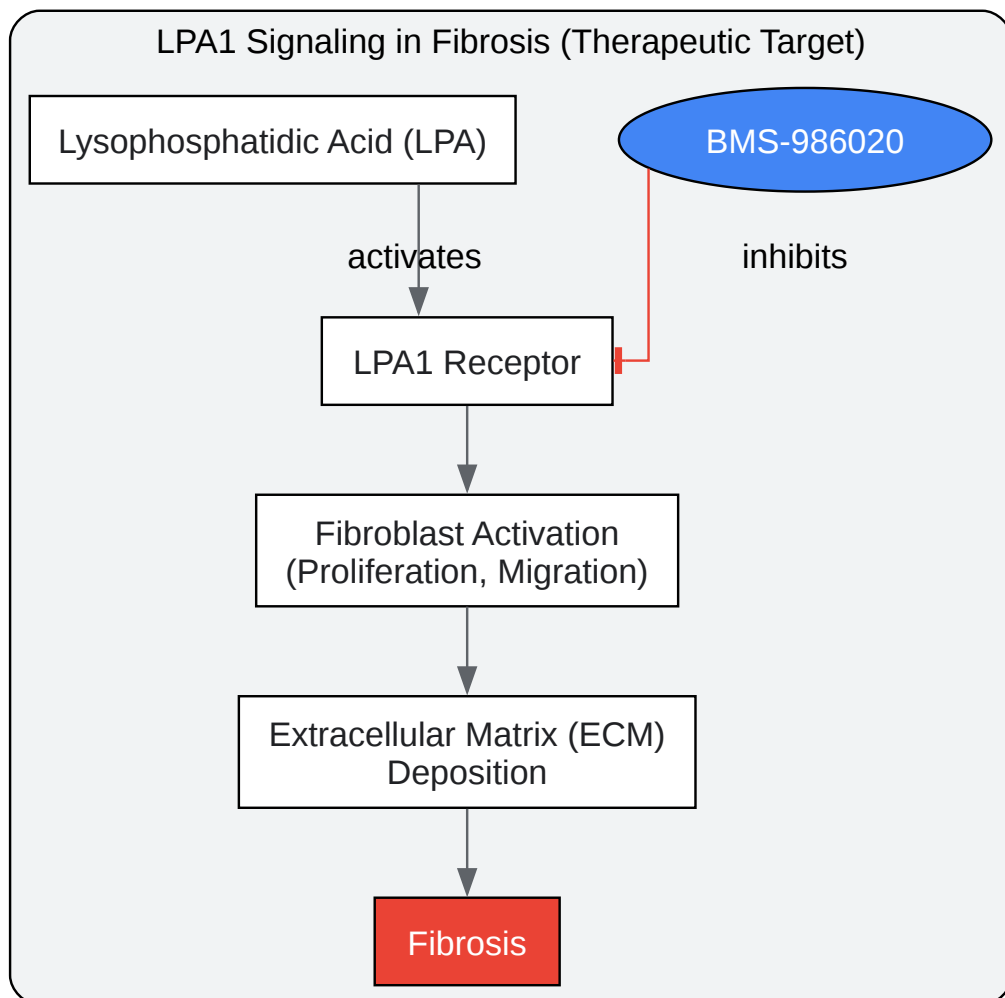 LPA1 Signaling in Fibrosis (Therapeutic Target)
Lysophosphatidic Acid (LPA)
BMS-986020
activates
inhibits
LPA1 Receptor
Fibroblast Activation
(Proliferation, Migration)
Extracellular Matrix (ECM)
Deposition
Fibrosis